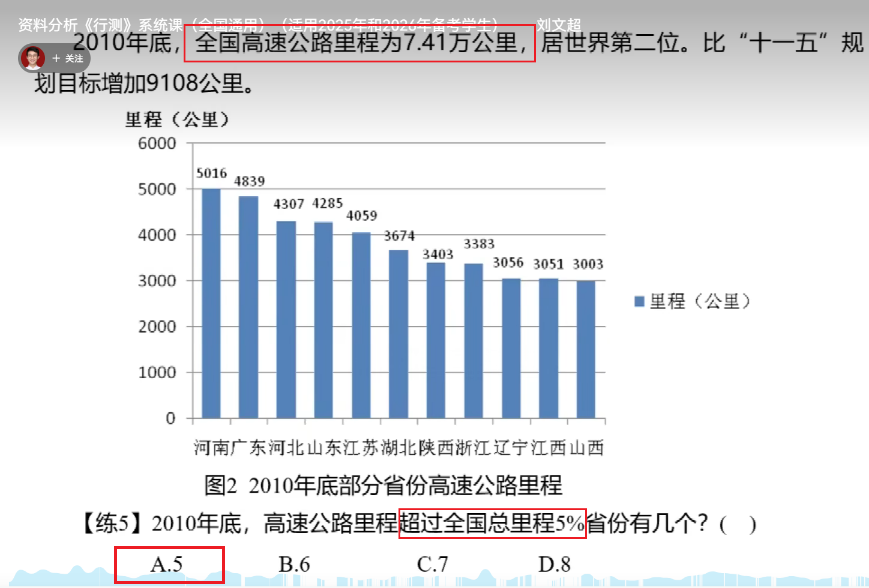 资料分析《行测》系统课（全国通用）（适用2025年和2026年备考学生） 刘文超
2010年底，全国高速公路里程为7.41万公里，居世界第二位。比“十一五”规
+ 关注
划目标增加9108公里。
里程（公里）
6000
5000
4000
3000
2000
1000
0
5016 4839 4307 4285 4059 3674 3403 3383 3056 3051 3003
里程（公里）
河南广东河北山东江苏湖北陕西浙江辽宁江西山西
图2 2010年底部分省份高速公路里程
【练5】2010年底，高速公路里程超过全国总里程5%省份有几个？( )
A.5 B.6 C.7 D.8